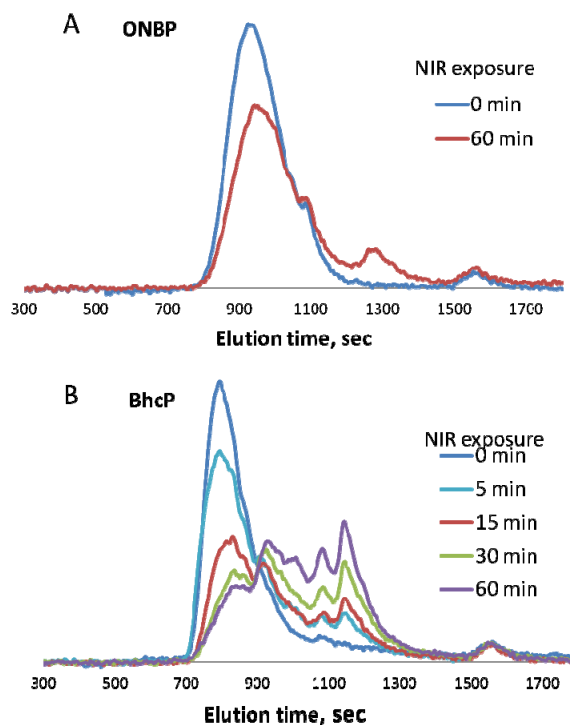 A ONBP
NIR exposure
0 min
60 min
300 500 700 900 1100 1300 1500 1700
Elution time, sec
B BhcP
NIR exposure
0 min
5 min
15 min
30 min
60 min
300 500 700 900 1100 1300 1500 1700
Elution time, sec